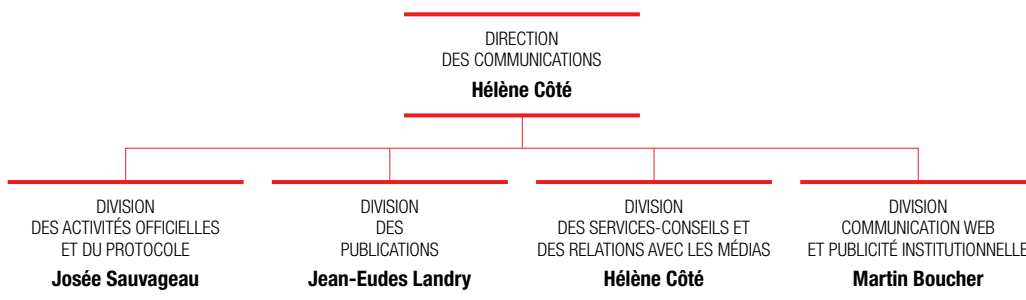 DIRECTION
DES COMMUNICATIONS
Hélène Côté
DIVISION
DES ACTIVITÉS OFFICIELLES
ET DU PROTOCOLE
Josée Sauvageau
DIVISION
DES
PUBLICATIONS
Jean-Eudes Landry
DIVISION
DES SERVICES-CONSEILS ET
DES RELATIONS AVEC LES MÉDIAS
Hélène Côté
DIVISION
COMMUNICATION WEB
ET PUBLICITÉ INSTITUTIONNELLE
Martin Boucher